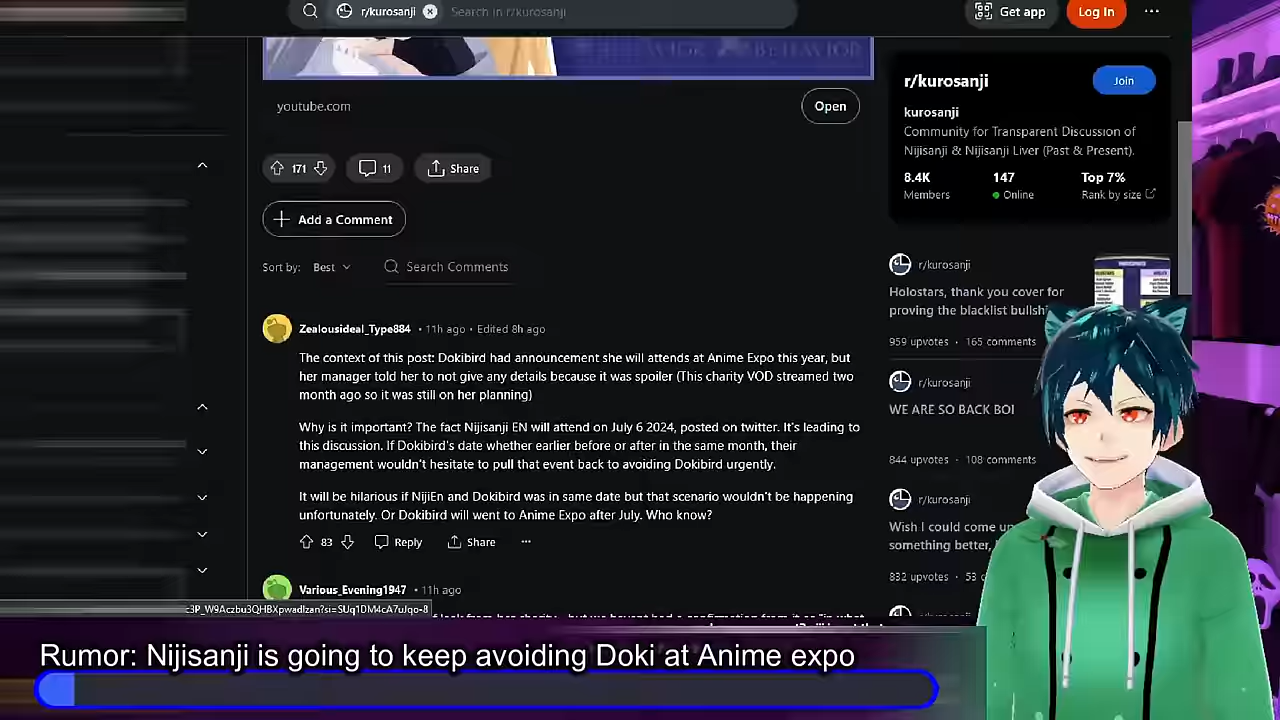 r/kurosanji
Search in r/kurosanji
Get app
Log In
BEHAVIOR
youtube.com
Open
171
11
Share
Add a Comment
Sort by: Best
Search Comments
Zealousideal_Type884 • 11h ago • Edited 8h ago
The context of this post: Dokibird had announcement she will attends at Anime Expo this year, but
her manager told her to not give any details because it was spoiler (This charity VOD streamed two
month ago so it was still on her planning)
Why is it important? The fact Nijisanji EN will attend on July 6 2024, posted on twitter. It's leading to
this discussion. If Dokibird's date whether earlier before or after in the same month, their
management wouldn't hesitate to pull that event back to avoiding Dokibird urgently.
It will be hilarious if NijiEn and Dokibird was in same date but that scenario wouldn't be happening
unfortunately. Or Dokibird will went to Anime Expo after July. Who know?
83
Reply
Share
Various_Evening1947 • 11h ago
r/kurosanji
Join
kurosanji
Community for Transparent Discussion of
Nijisanji & Nijisanji Liver (Past & Present).
8.4K
147
Top 7%
Members
Online
Rank by size
r/kurosanji
Holostars, thank you cover for
proving the blacklist
959 upvotes • 165 comments
r/kurosanji
WE ARE SO BACK BOI
844 upvotes • 108 comments
r/kurosanji
Wish I could come
something better,
832 upvotes • 53
Rumor: Nijisanji is going to keep avoiding Doki at Anime expo